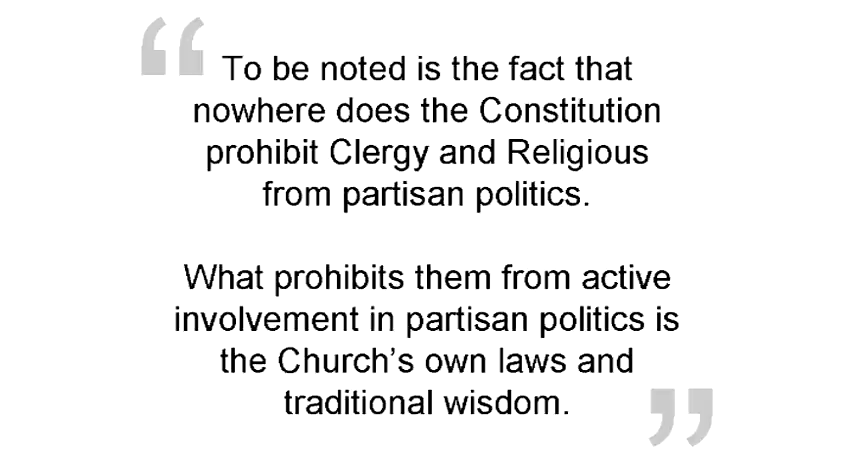 “ To be noted is the fact that
nowhere does the Constitution
prohibit Clergy and Religious
from partisan politics.
What prohibits them from active
involvement in partisan politics is
the Church’s own laws and
traditional wisdom. ”